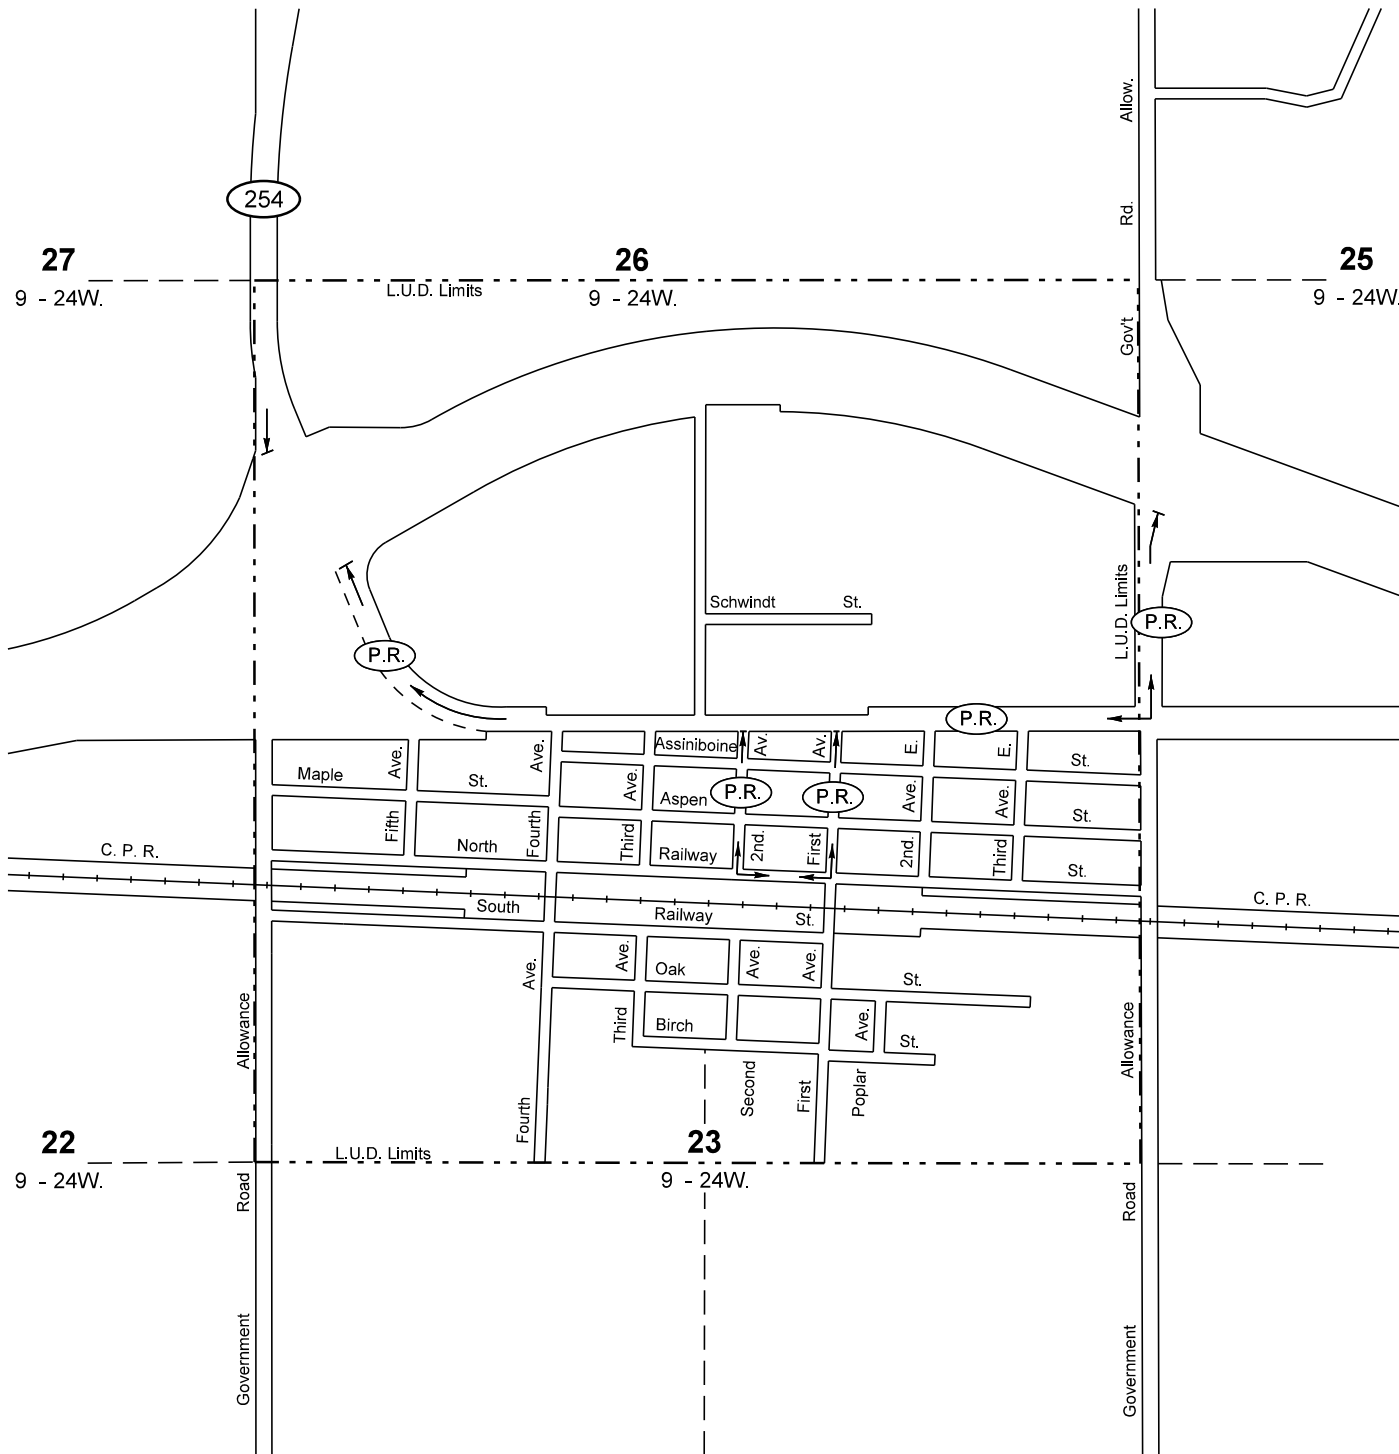 Allow.
Rd.
Gov't
254
27
9 - 24W.
26
9 - 24W.
25
9 - 24W.
L.U.D. Limits
Schwindt St.
L.U.D. Limits
P.R.
P.R.
P.R.
Assiniboine
Av.
Av.
E.
E.
St.
Maple
Ave.
St.
Ave.
Ave.
Aspen
P.R.
P.R.
Ave.
Ave.
St.
Fifth
North
Fourth
Third
Railway
2nd.
First
2nd.
Third
St.
C. P. R.
C. P. R.
South
Railway
St.
Ave.
Ave.
Oak
Ave.
Ave.
St.
Third
Birch
Ave.
St.
Allowance
Allowance
Fourth
Second
First
Poplar
22
9 - 24W.
L.U.D. Limits
23
9 - 24W.
Road
Road
Government
Government